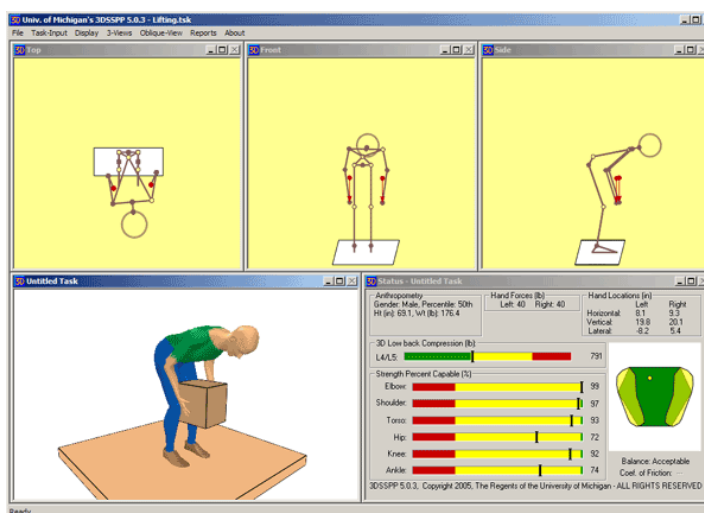 Univ. of Michigan's 3DSSPP 5.0.3 - Lifting.tsk
File Task-Input Display 3-Views Oblique-View Reports About
Top
Front
Side
Untitled Task
Status - Untitled Task
Anthropometry
Gender: Male, Percentile: 50th
Ht (in): 69.1, Wt (lb): 176.4
Hand Forces (lb)
Left: 40 Right: 40
Hand Locations (in)
Left Right
Horizontal: 8.1 9.3
Vertical: 19.8 20.1
Lateral: -8.2 5.4
3D Low back Compression (lb)
L4/L5: 791
Strength Percent Capable (%)
Elbow: 99
Shoulder: 97
Torso: 93
Hip: 72
Knee: 92
Ankle: 74
Balance: Acceptable
Coef. of Friction:
3DSSPP 5.0.3, Copyright 2005, The Regents of the University of Michigan - ALL RIGHTS RESERVED
Ready